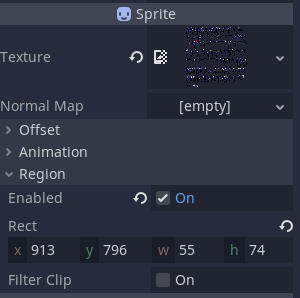 Sprite
Texture
Normal Map [empty]
Offset
Animation
Region
Enabled On
Rect
x 913 y 796 w 55 h 74
Filter Clip On